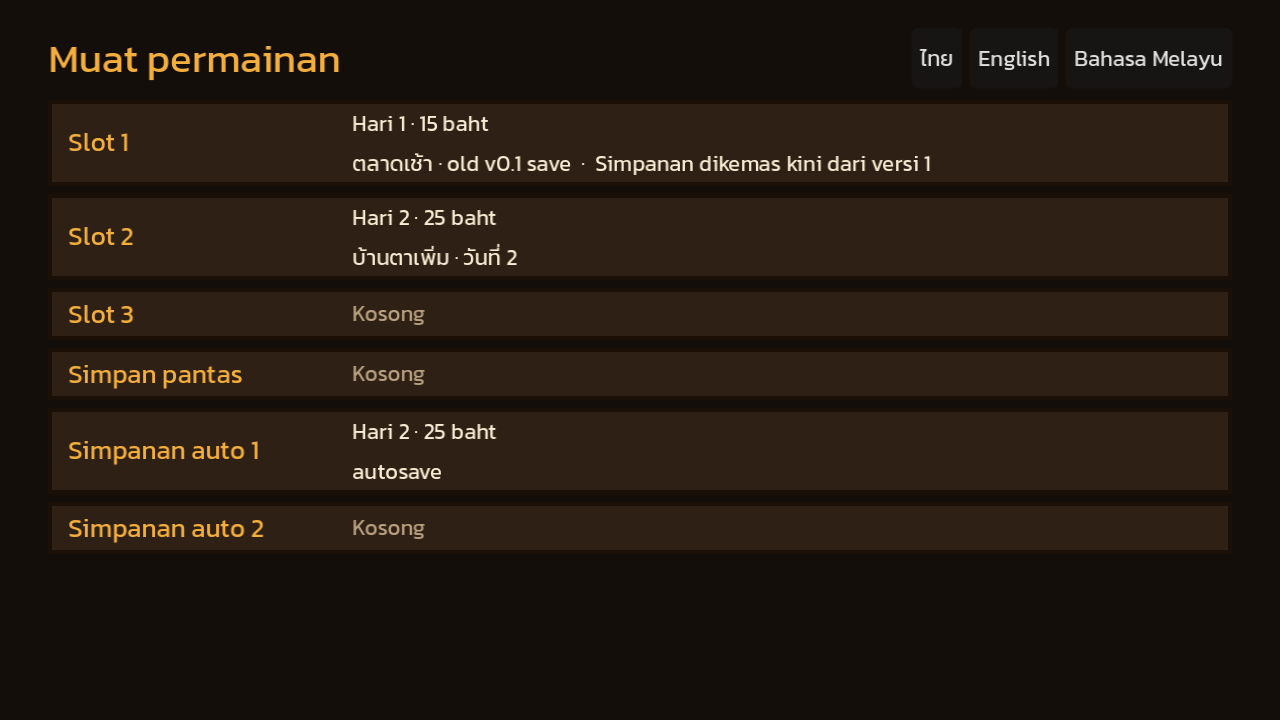 Muat permainan
ไทย English Bahasa Melayu
Slot 1
Hari 1 · 15 baht
ตลาดเช้า · old v0.1 save · Simpanan dikemas kini dari versi 1
Slot 2
Hari 2 · 25 baht
บ้านตาเพิ่ม · วันที่ 2
Slot 3
Kosong
Simpan pantas
Kosong
Simpanan auto 1
Hari 2 · 25 baht
autosave
Simpanan auto 2
Kosong